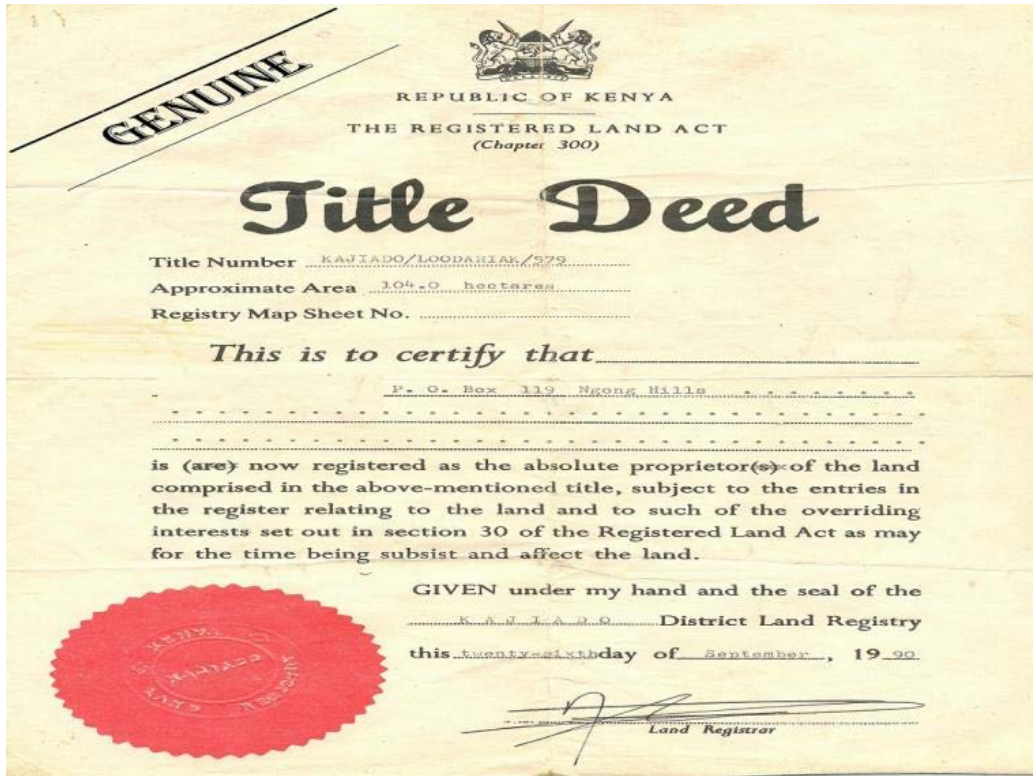 GENUINE
REPUBLIC OF KENYA
THE REGISTERED LAND ACT
(Chapter 300)
Title Deed
Title Number KAJIADO/LOODARIAK/579
Approximate Area 104.0 hectares
Registry Map Sheet No.
This is to certify that
P. O. Box 119 Ngong Hills
is (are) now registered as the absolute proprietor(s) of the land
comprised in the above-mentioned title, subject to the entries in
the register relating to the land and to such of the overriding
interests set out in section 30 of the Registered Land Act as may
for the time being subsist and affect the land.
GIVEN under my hand and the seal of the
KAJIADO District Land Registry
this twenty-sixth day of September, 19 90
Land Registrar
KENYA